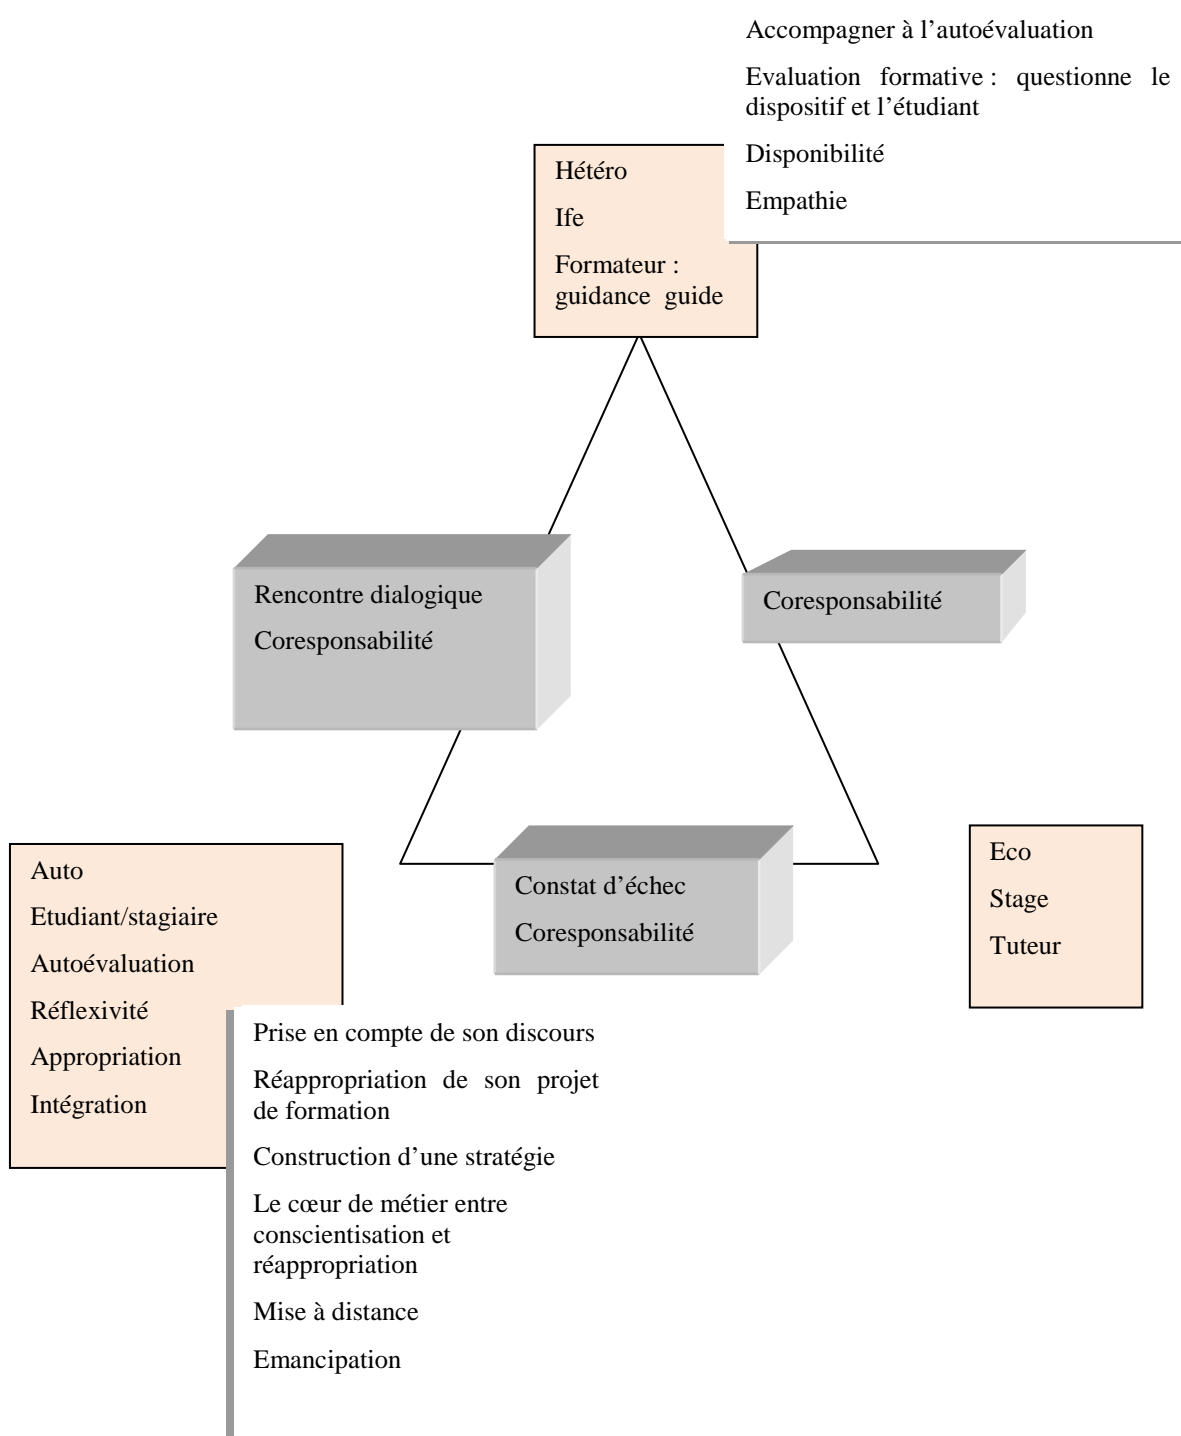 Accompagner à l’autoévaluation
Evaluation formative : questionne le
dispositif et l’étudiant
Disponibilité
Empathie
Hétéro
Ife
Formateur :
guidance guide
Rencontre dialogique
Coresponsabilité
Coresponsabilité
Constat d’échec
Coresponsabilité
Eco
Stage
Tuteur
Auto
Etudiant/stagiaire
Autoévaluation
Réflexivité
Appropriation
Intégration
Prise en compte de son discours
Réappropriation de son projet
de formation
Construction d’une stratégie
Le cœur de métier entre
conscientisation et
réappropriation
Mise à distance
Emancipation